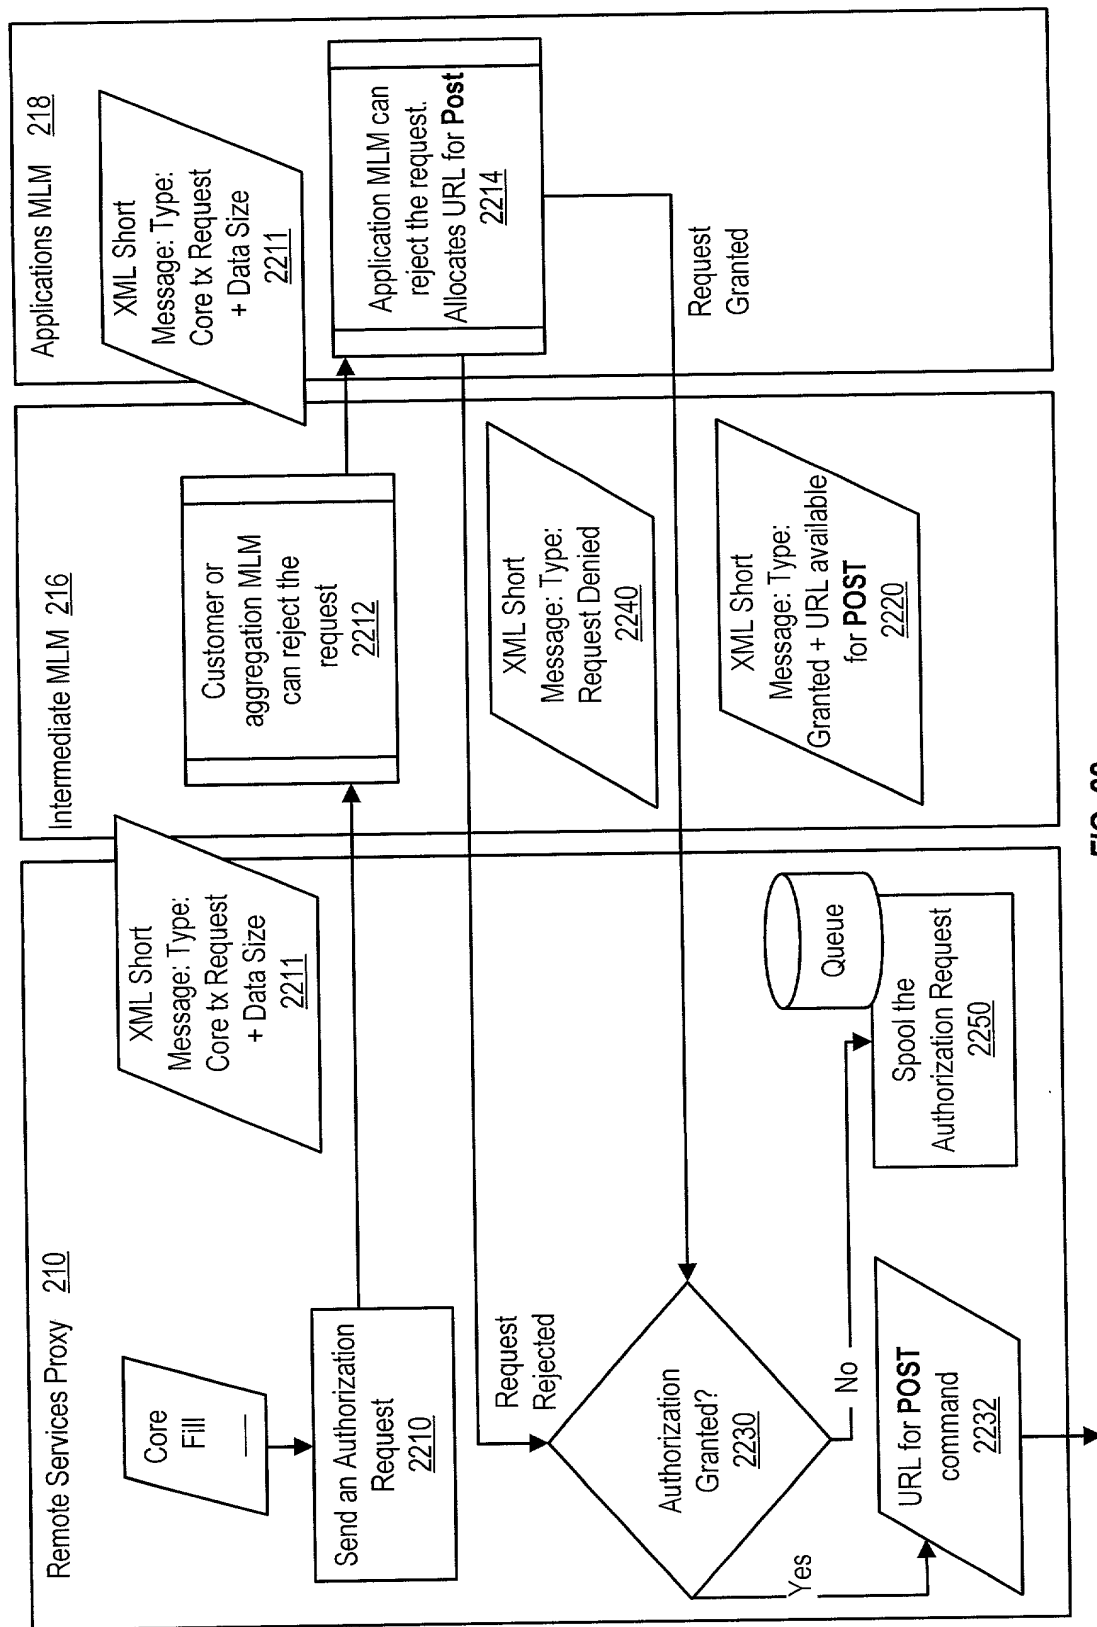 Remote Services Proxy 210
Core
Fill
Send an Authorization
Request
2210
XML Short
Message: Type:
Core tx Request
+ Data Size
2211
Request
Rejected
Authorization
Granted?
2230
Yes
No
URL for POST
command
2232
Queue
Spool the
Authorization Request
2250
Intermediate MLM 216
Customer or
aggregation MLM
can reject the
request
2212
XML Short
Message: Type:
Request Denied
2240
XML Short
Message: Type:
Granted + URL available
for POST
2220
Applications MLM 218
XML Short
Message: Type:
Core tx Request
+ Data Size
2211
Application MLM can
reject the request.
Allocates URL for Post
2214
Request
Granted